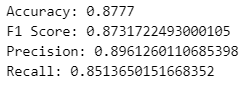 Accuracy: 0.8777
F1 Score: 0.8731722493000105
Precision: 0.8961260110685398
Recall: 0.8513650151668352